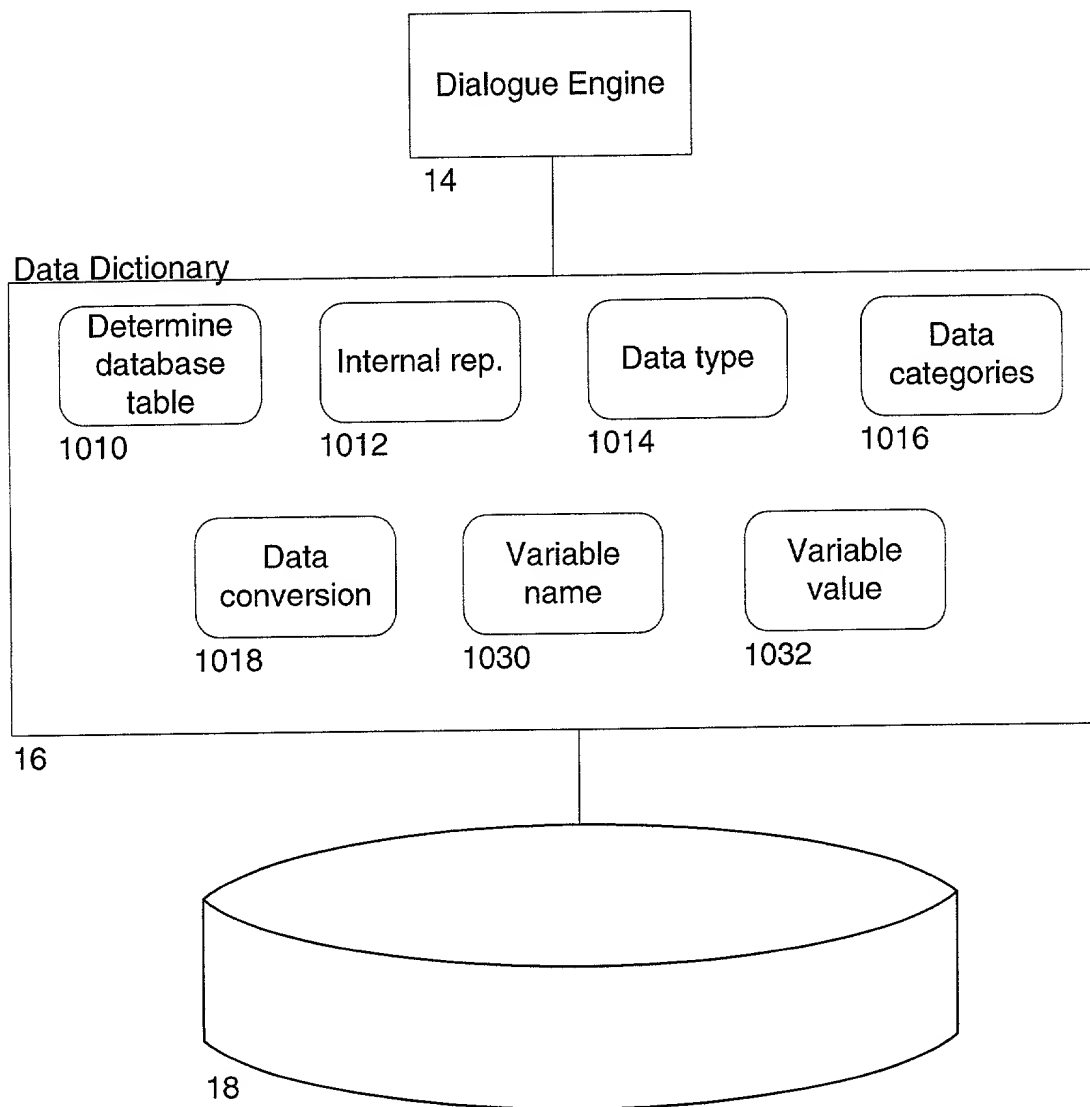 Dialogue Engine
14
Data Dictionary
Determine
database
table
1010
Internal rep.
1012
Data type
1014
Data
categories
1016
Data
conversion
1018
Variable
name
1030
Variable
value
1032
16
18